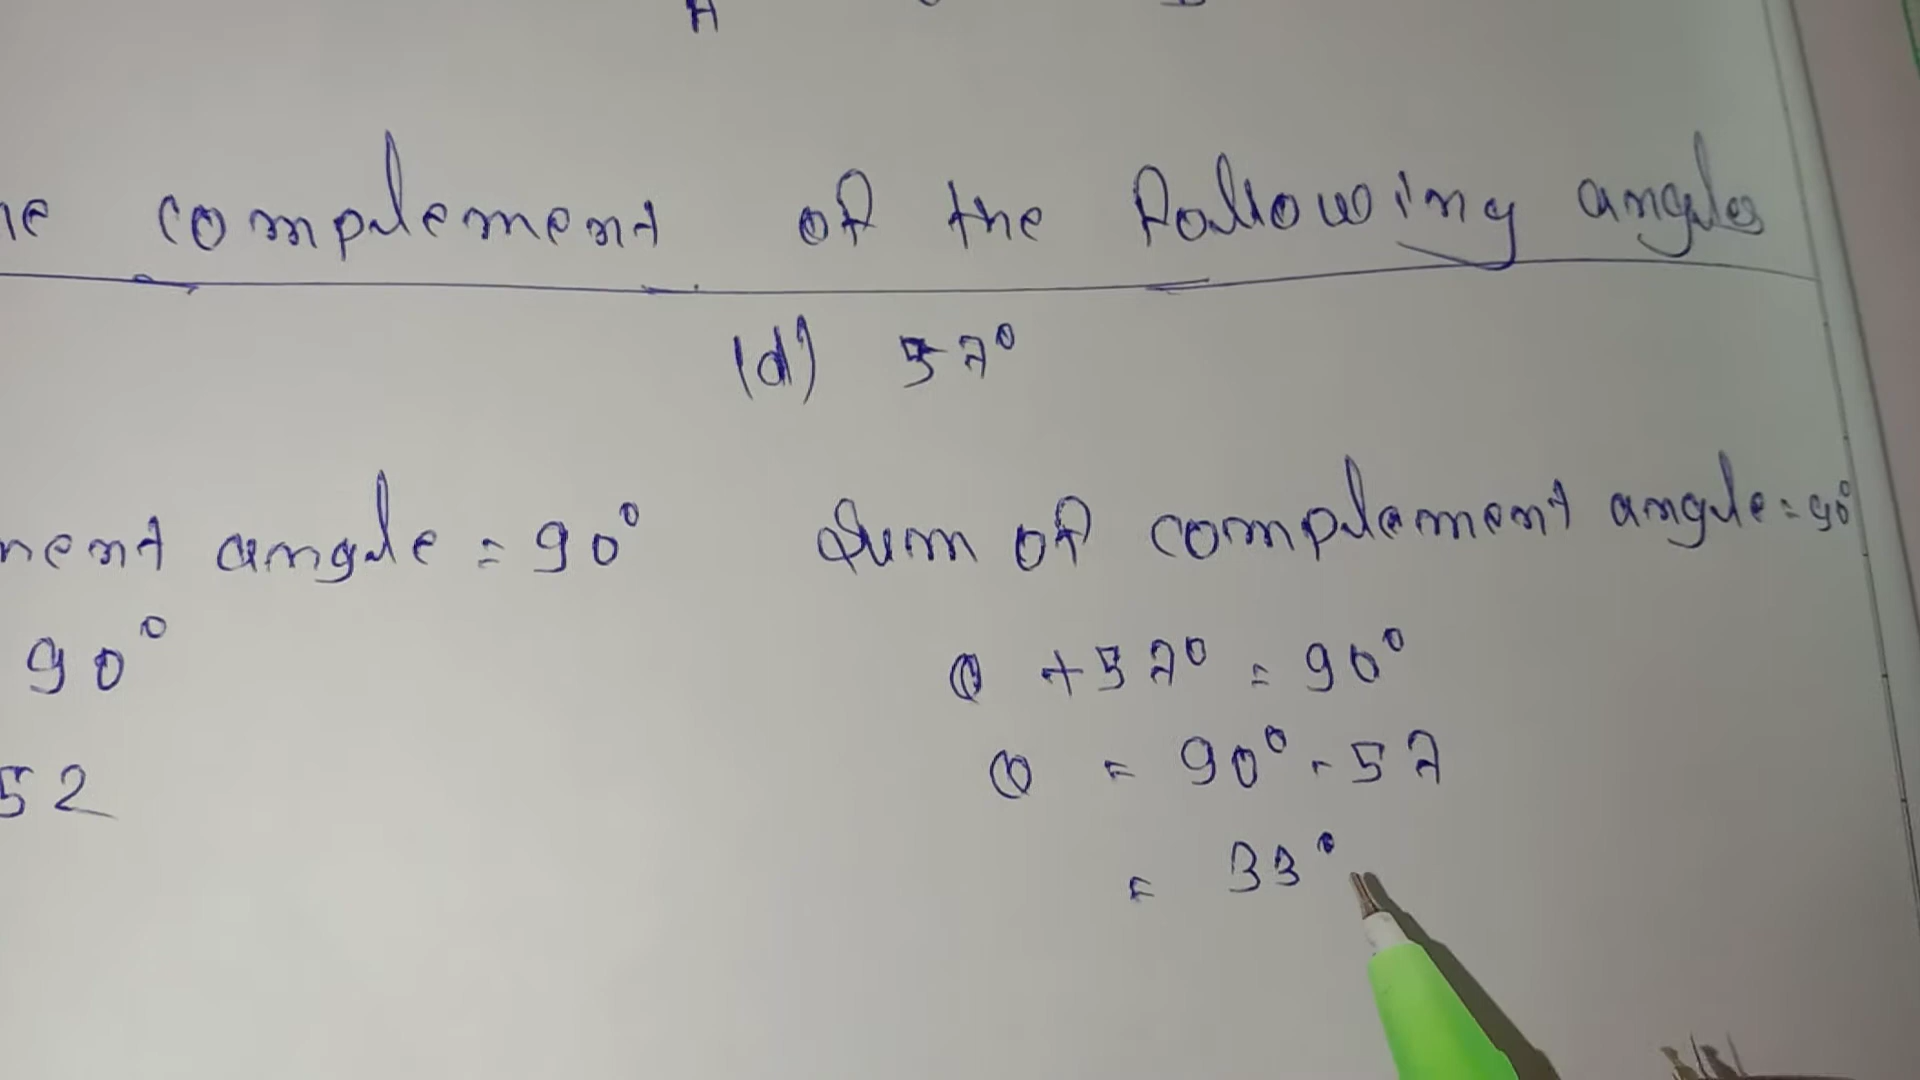 A
complement of the following angles
(d) 57°
ment angle = 90°
Sum of complement angle = 90°
90°
θ + 57° = 90°
52
θ = 90° - 57
= 33°